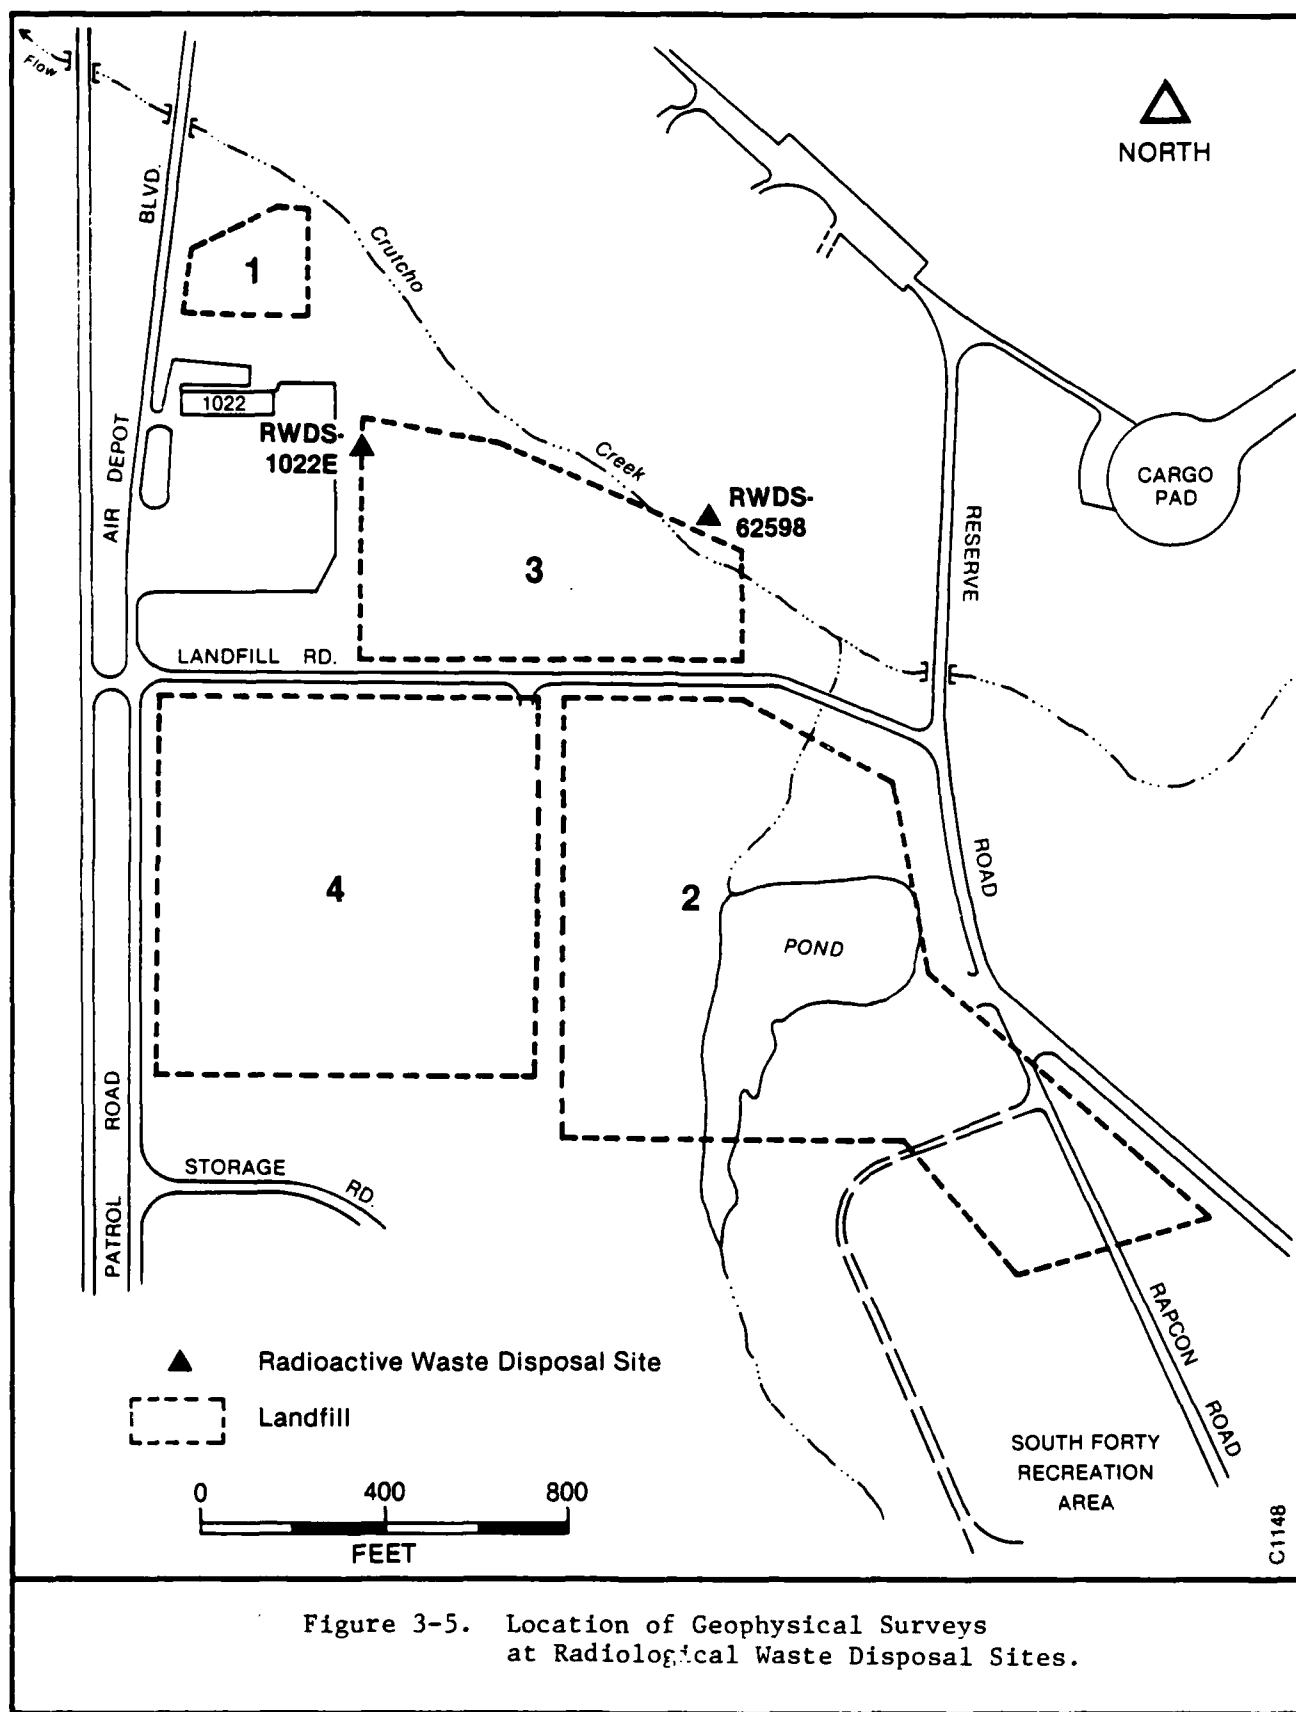 Flow
NORTH
BLVD.
1
Crutcho
1022
RWDS-
1022E
AIR DEPOT
Creek
RWDS-
62598
CARGO
PAD
RESERVE
3
LANDFILL RD.
4
2
ROAD
POND
PATROL ROAD
STORAGE RD.
RAPCON ROAD
Radioactive Waste Disposal Site
Landfill
SOUTH FORTY
RECREATION
AREA
0 400 800
FEET
C1148
Figure 3-5. Location of Geophysical Surveys
at Radiological Waste Disposal Sites.